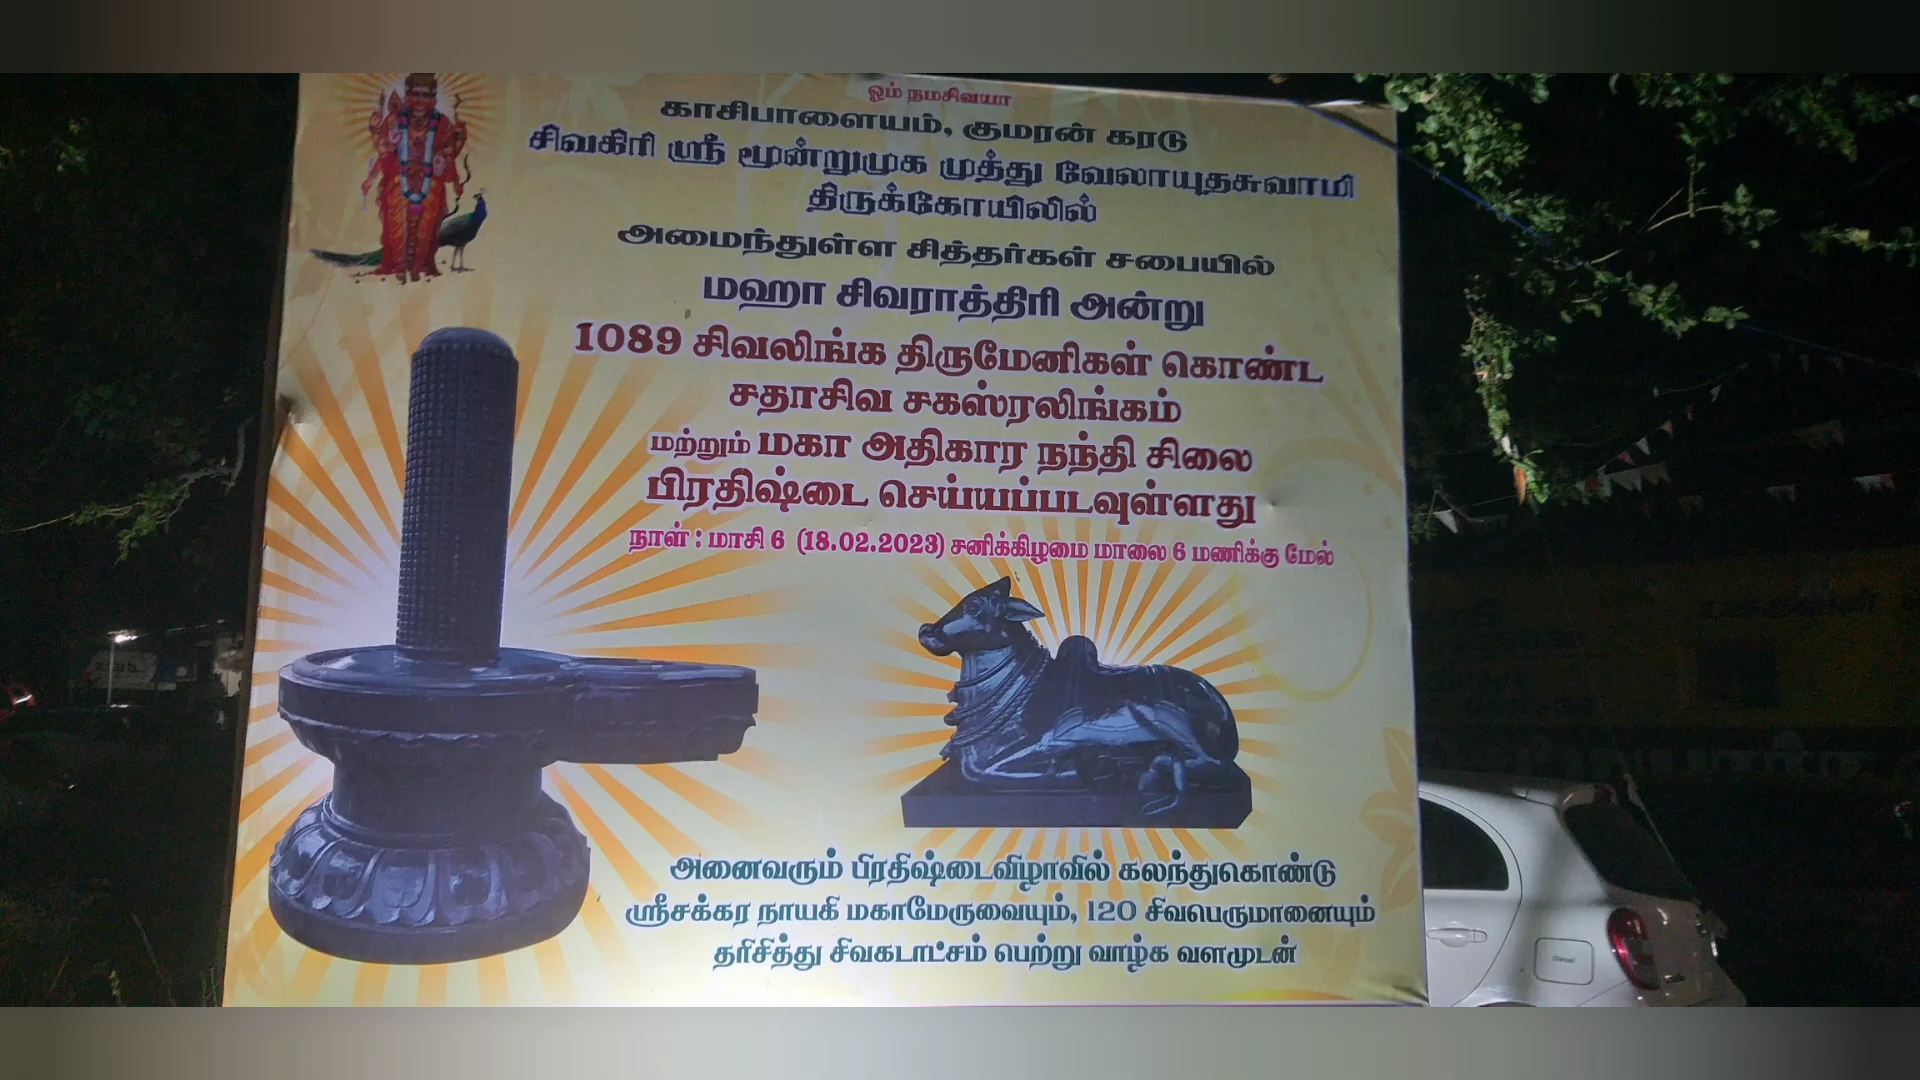 ஓம் நமசிவயா
காசிபாளையம், குமரன் கரடு
சிவகிரி ஸ்ரீ மூன்றுமுக முத்து வேலாயுதசுவாமி
திருக்கோயிலில்
அமைந்துள்ள சித்தர்கள் சபையில்
மஹா சிவராத்திரி அன்று
1089 சிவலிங்க திருமேனிகள் கொண்ட
சதாசிவ சகஸ்ரலிங்கம்
மற்றும் மகா அதிகார நந்தி சிலை
பிரதிஷ்டை செய்யப்படவுள்ளது
நாள் : மாசி 6 (18.02.2023) சனிக்கிழமை மாலை 6 மணிக்கு மேல்
அனைவரும் பிரதிஷ்டைவிழாவில் கலந்துகொண்டு
ஸ்ரீசக்கர நாயகி மகாமேருவையும், 120 சிவபெருமானையும்
தரிசித்து சிவகடாட்சம் பெற்று வாழ்க வளமுடன்
Diesel